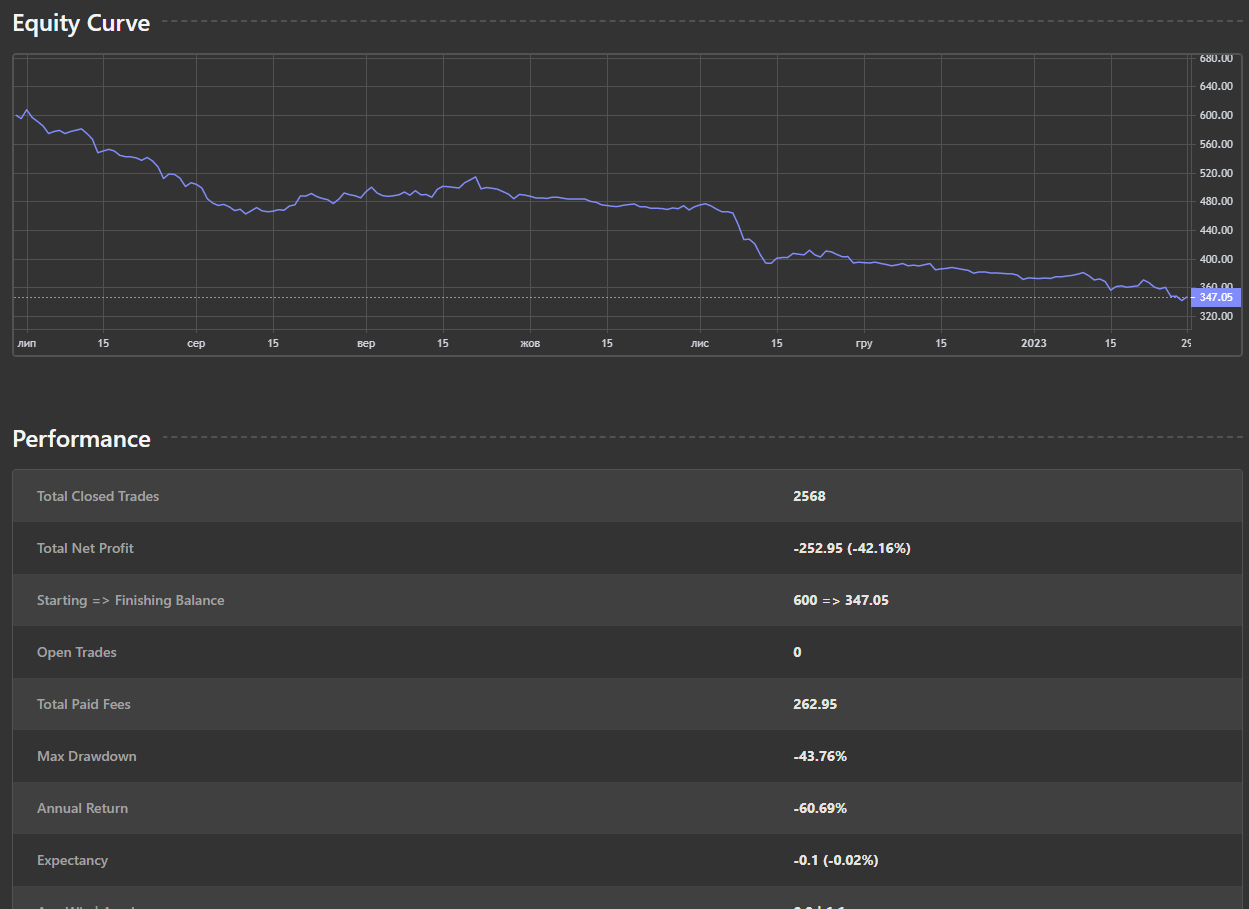 Equity Curve
680.00
640.00
600.00
560.00
520.00
480.00
440.00
400.00
360.00
347.05
320.00
лип 15 сер 15 вер 15 жов 15 лис 15 гру 15 2023 15 29
Performance
Total Closed Trades 2568
Total Net Profit -252.95 (-42.16%)
Starting => Finishing Balance 600 => 347.05
Open Trades 0
Total Paid Fees 262.95
Max Drawdown -43.76%
Annual Return -60.69%
Expectancy -0.1 (-0.02%)